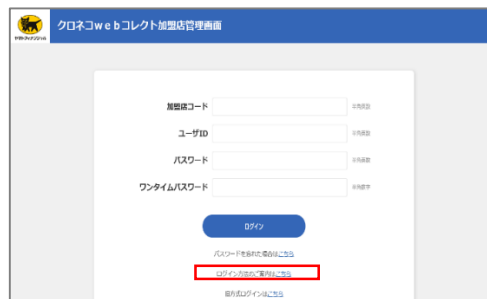 クロネコｗｅｂコレクト加盟店管理画面
加盟店コード
ユーザID
パスワード
ワンタイムパスワード
ログイン
パスワードを忘れた場合はこちら
ログイン方法のご案内はこちら
旧方式ログインはこちら